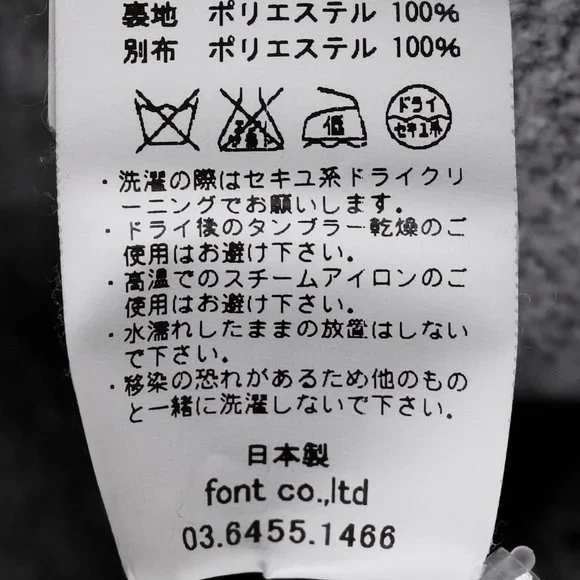 裏地 ポリエステル 100%
別布 ポリエステル 100%
低 ドライ
セキユ系
・洗濯の際はセキユ系ドライクリ
ーニングでお願いします．
・ドライ後のタンブラー乾燥のご
使用はお避け下さい．
・高温でのスチームアイロンのご
使用はお避け下さい．
・水濡れしたままの放置はしない
で下さい．
・移染の恐れがあるため他のもの
と一緒に洗濯しないで下さい．
日本製
font co.,ltd
03.6455.1466